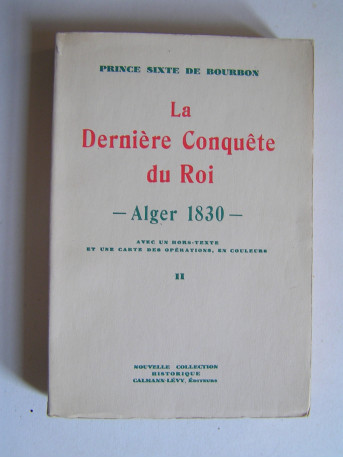 PRINCE SIXTE DE BOURBON
La
Dernière Conquête
du Roi
— Alger 1830 —
AVEC UN HORS-TEXTE
ET UNE CARTE DES OPÉRATIONS, EN COULEURS
II
NOUVELLE COLLECTION
HISTORIQUE
CALMANN-LÉVY, ÉDITEURS